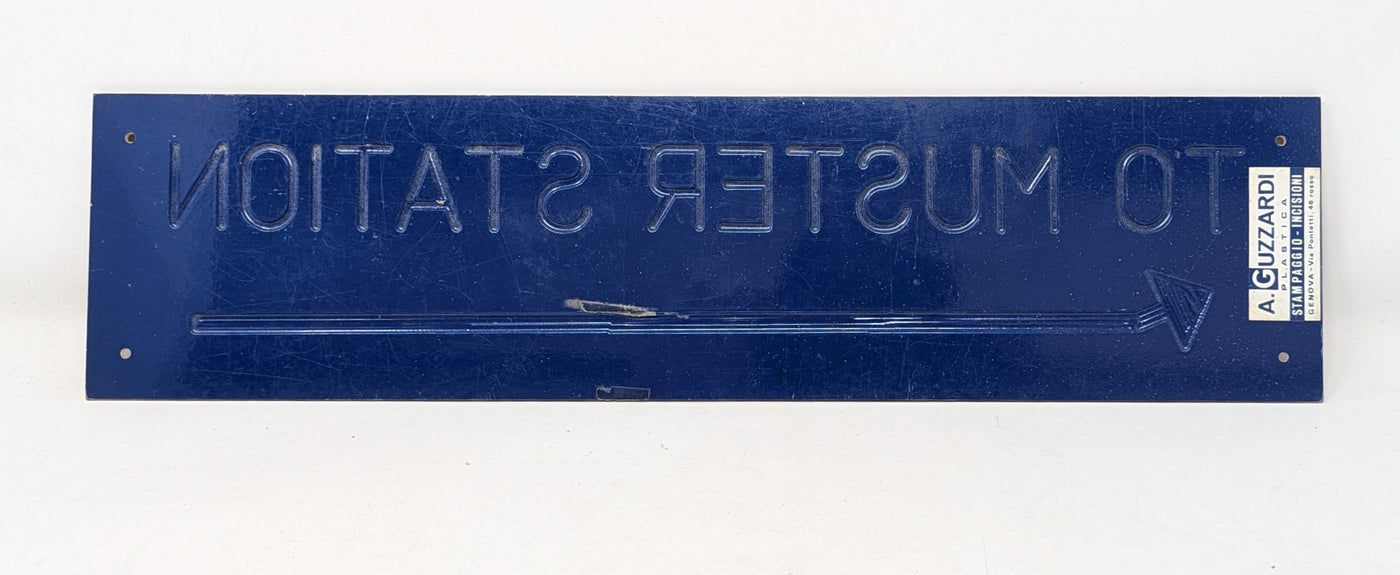 TO MUSTER STATION
A. GUZZARDI
PLASTICA
STAMPAGGIO - INCISIONI
GENOVA - Via Pontetti, 46 rosso